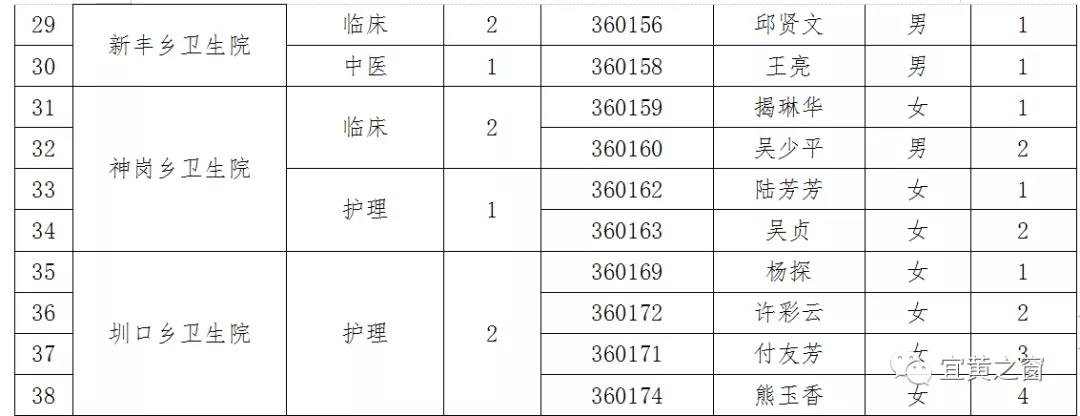 29 新丰乡卫生院 临床 2 360156 邱贤文 男 1
30 中医 1 360158 王亮 男 1
31 神岗乡卫生院 临床 2 360159 揭琳华 女 1
32 360160 吴少平 男 2
33 护理 1 360162 陆芳芳 女 1
34 360163 吴贞 女 2
35 圳口乡卫生院 护理 2 360169 杨探 女 1
36 360172 许彩云 女 2
37 360171 付友芳 女 3
38 360174 熊玉香 女 4
宜黄之窗